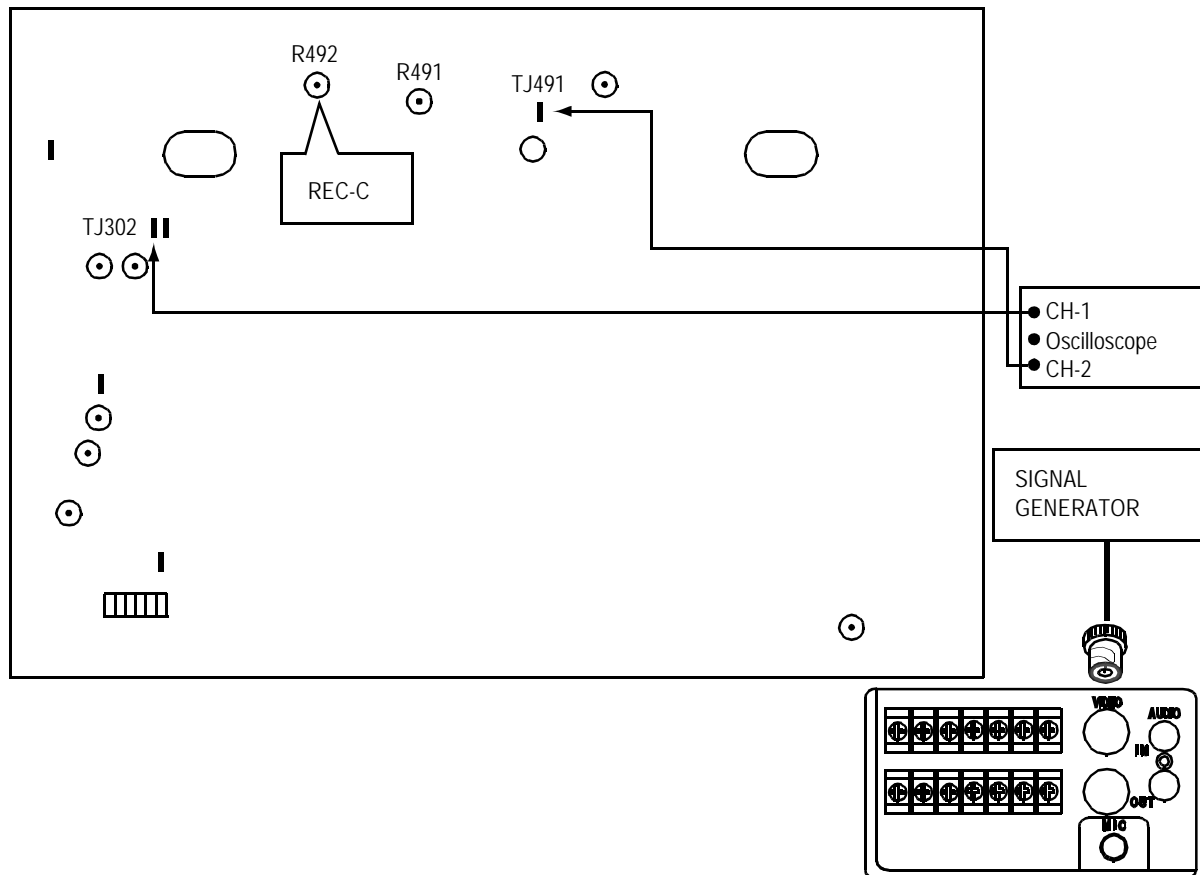 R492
R491
TJ491
REC-C
TJ302
CH-1
Oscilloscope
CH-2
SIGNAL
GENERATOR
VIDEO
AUDIO
IN
OUT
MIC